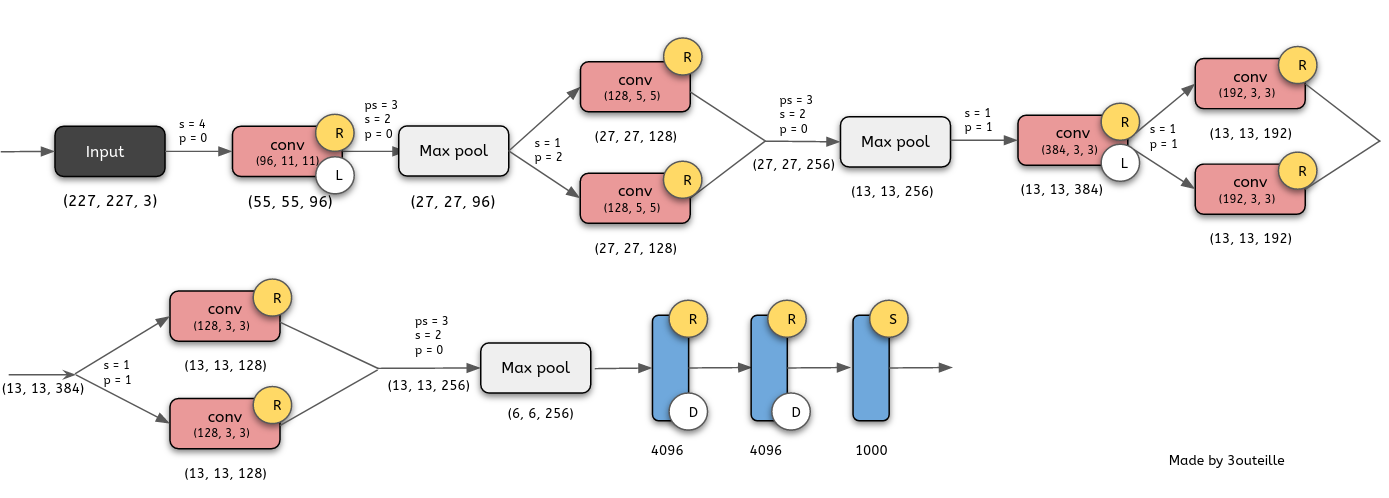 Input
(227, 227, 3)
s = 4
p = 0
conv
(96, 11, 11)
R
L
(55, 55, 96)
ps = 3
s = 2
p = 0
Max pool
(27, 27, 96)
s = 1
p = 2
conv
(128, 5, 5)
R
(27, 27, 128)
conv
(128, 5, 5)
R
(27, 27, 128)
ps = 3
s = 2
p = 0
(27, 27, 256)
Max pool
(13, 13, 256)
s = 1
p = 1
conv
(384, 3, 3)
R
L
(13, 13, 384)
s = 1
p = 1
conv
(192, 3, 3)
R
(13, 13, 192)
conv
(192, 3, 3)
R
(13, 13, 192)
(13, 13, 384)
s = 1
p = 1
conv
(128, 3, 3)
R
(13, 13, 128)
conv
(128, 3, 3)
R
(13, 13, 128)
ps = 3
s = 2
p = 0
(13, 13, 256)
Max pool
(6, 6, 256)
R
D
4096
R
D
4096
S
1000
Made by 3outeille